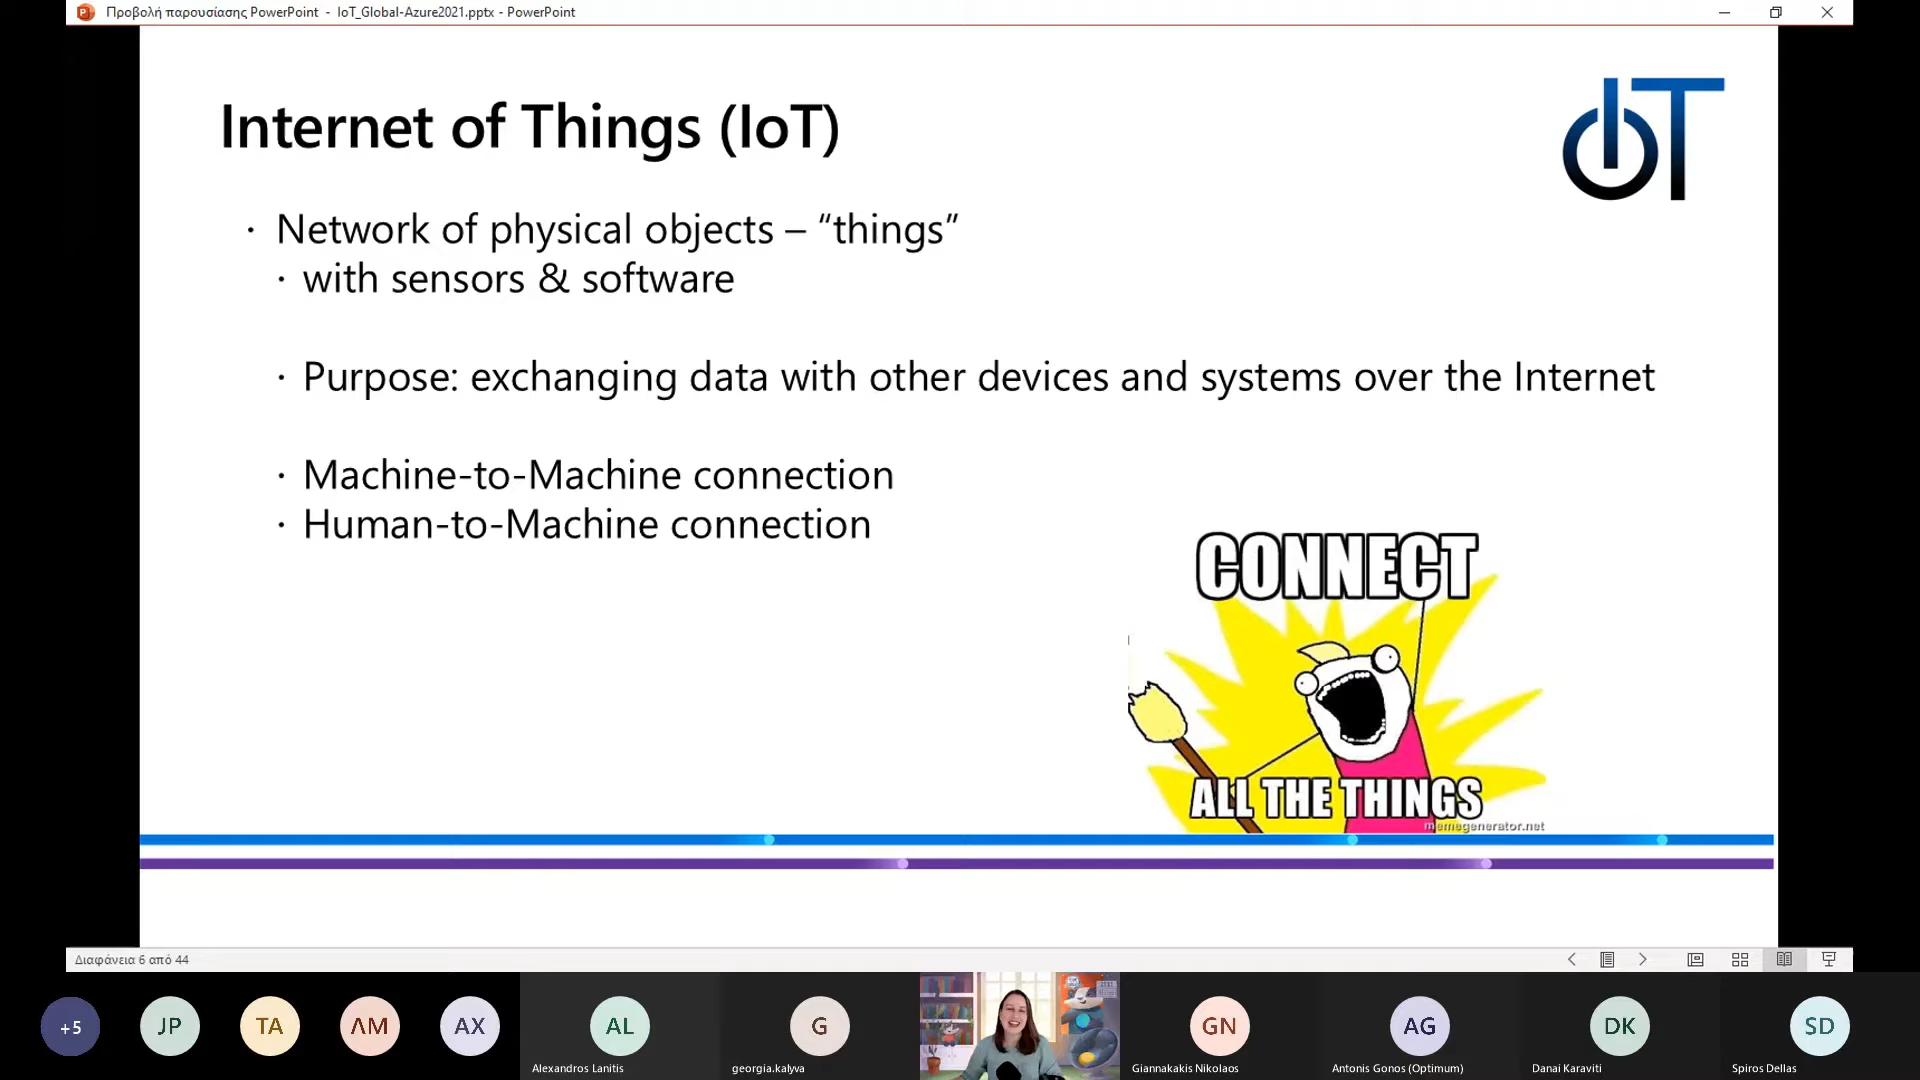 Προβολή παρουσίασης PowerPoint - IoT_Global-Azure2021.pptx - PowerPoint
IoT
Internet of Things (IoT)
· Network of physical objects – “things”
· with sensors & software
· Purpose: exchanging data with other devices and systems over the Internet
· Machine-to-Machine connection
· Human-to-Machine connection
CONNECT
ALL THE THINGS
memegenerator.net
Διαφάνεια 6 από 44
+5
JP
TA
ΛM
AX
AL
G
GN
AG
DK
SD
Alexandros Lanitis
georgia.kalyva
Giannakakis Nikolaos
Antonis Gonos (Optimum)
Danai Karaviti
Spiros Dellas